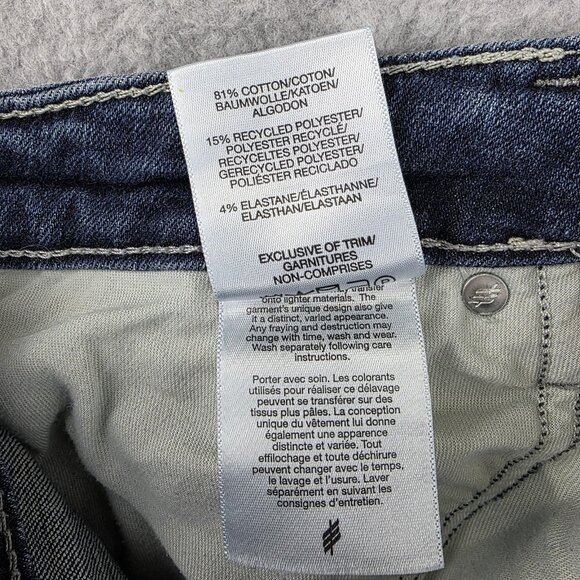 81% COTTON/COTON/
BAUMWOLLE/KATOEN/
ALGODON
15% RECYCLED POLYESTER/
POLYESTER RECYCLÉ/
RECYCELTES POLYESTER/
GERECYCLED POLYESTER/
POLIÉSTER RECICLADO
4% ELASTANE/ÉLASTHANNE/
ELASTHAN/ELASTAAN
EXCLUSIVE OF TRIM/
GARNITURES
NON-COMPRISES
transfer
onto lighter materials. The
garment's unique design also give
it a distinct, varied appearance.
Any fraying and destruction may
change with time, wash and wear.
Wash separately following care
instructions.
Porter avec soin. Les colorants
utilisés pour réaliser ce délavage
peuvent se transférer sur des
tissus plus pâles. La conception
unique du vêtement lui donne
également une apparence
distincte et variée. Tout
effilochage et toute déchirure
peuvent changer avec le temps,
le lavage et l'usure. Laver
séparément en suivant les
consignes d'entretien.